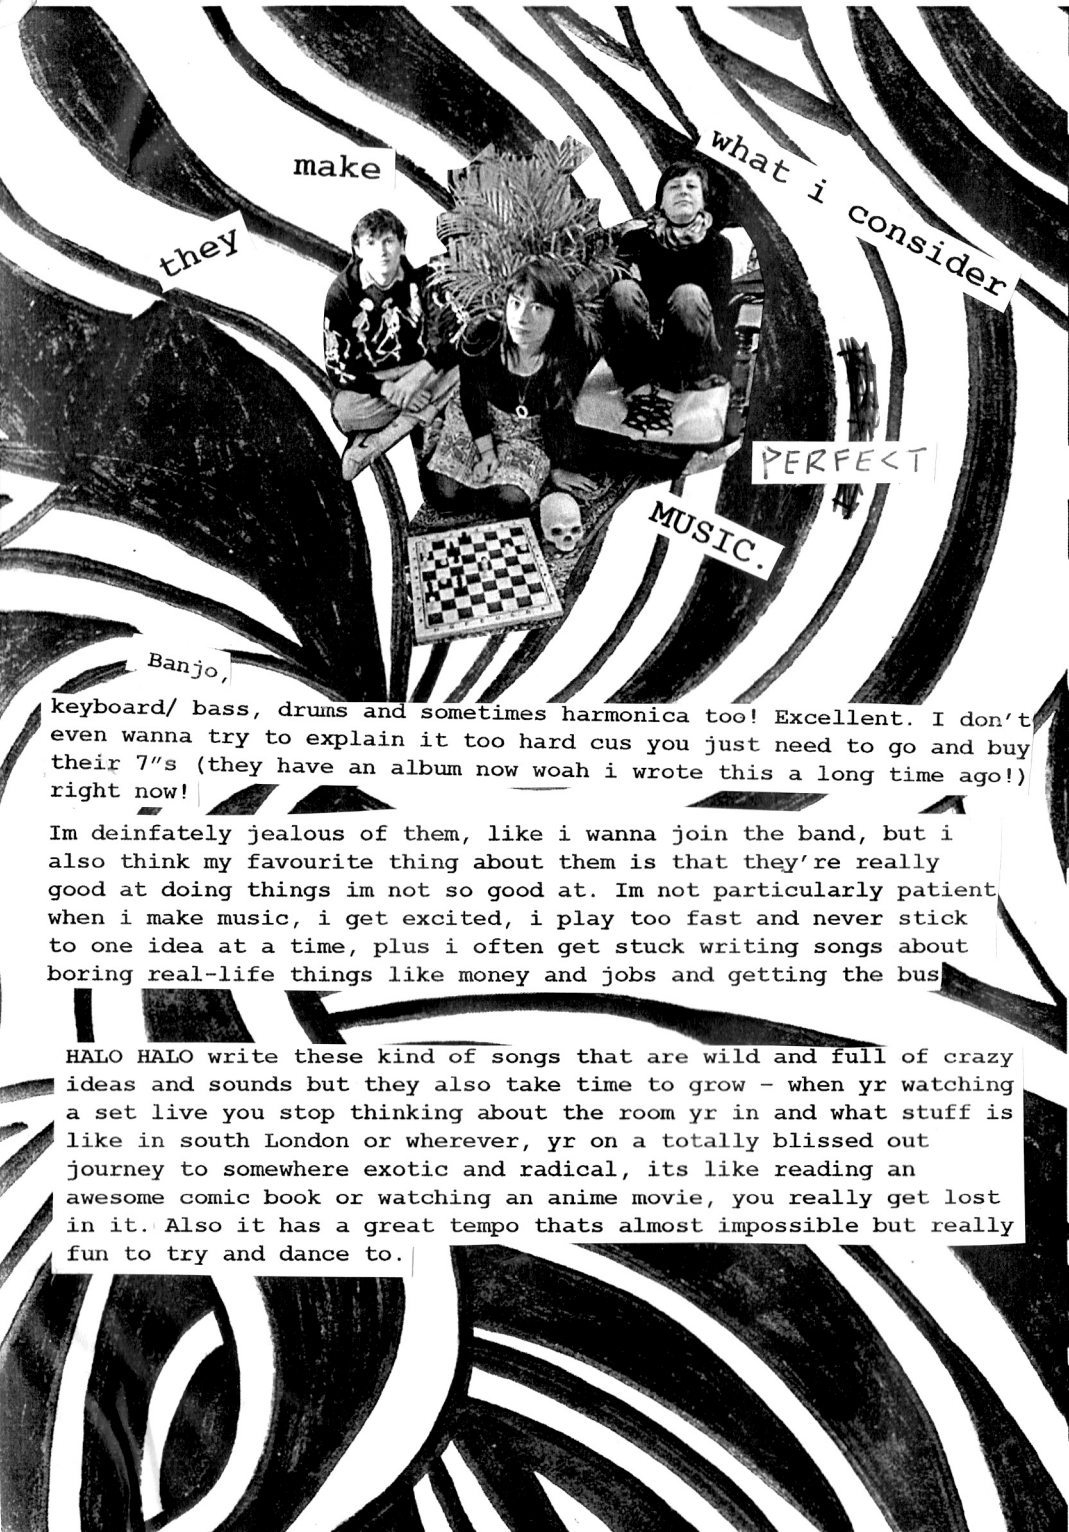 they
make
what i consider
PERFECT
MUSIC.
Banjo,
keyboard/ bass, drums and sometimes harmonica too! Excellent. I don't
even wanna try to explain it too hard cus you just need to go and buy
their 7"s (they have an album now woah i wrote this a long time ago!)
right now!
Im deinfately jealous of them, like i wanna join the band, but i
also think my favourite thing about them is that they're really
good at doing things im not so good at. Im not particularly patient
when i make music, i get excited, i play too fast and never stick
to one idea at a time, plus i often get stuck writing songs about
boring real-life things like money and jobs and getting the bus
HALO HALO write these kind of songs that are wild and full of crazy
ideas and sounds but they also take time to grow - when yr watching
a set live you stop thinking about the room yr in and what stuff is
like in south London or wherever, yr on a totally blissed out
journey to somewhere exotic and radical, its like reading an
awesome comic book or watching an anime movie, you really get lost
in it. Also it has a great tempo thats almost impossible but really
fun to try and dance to.